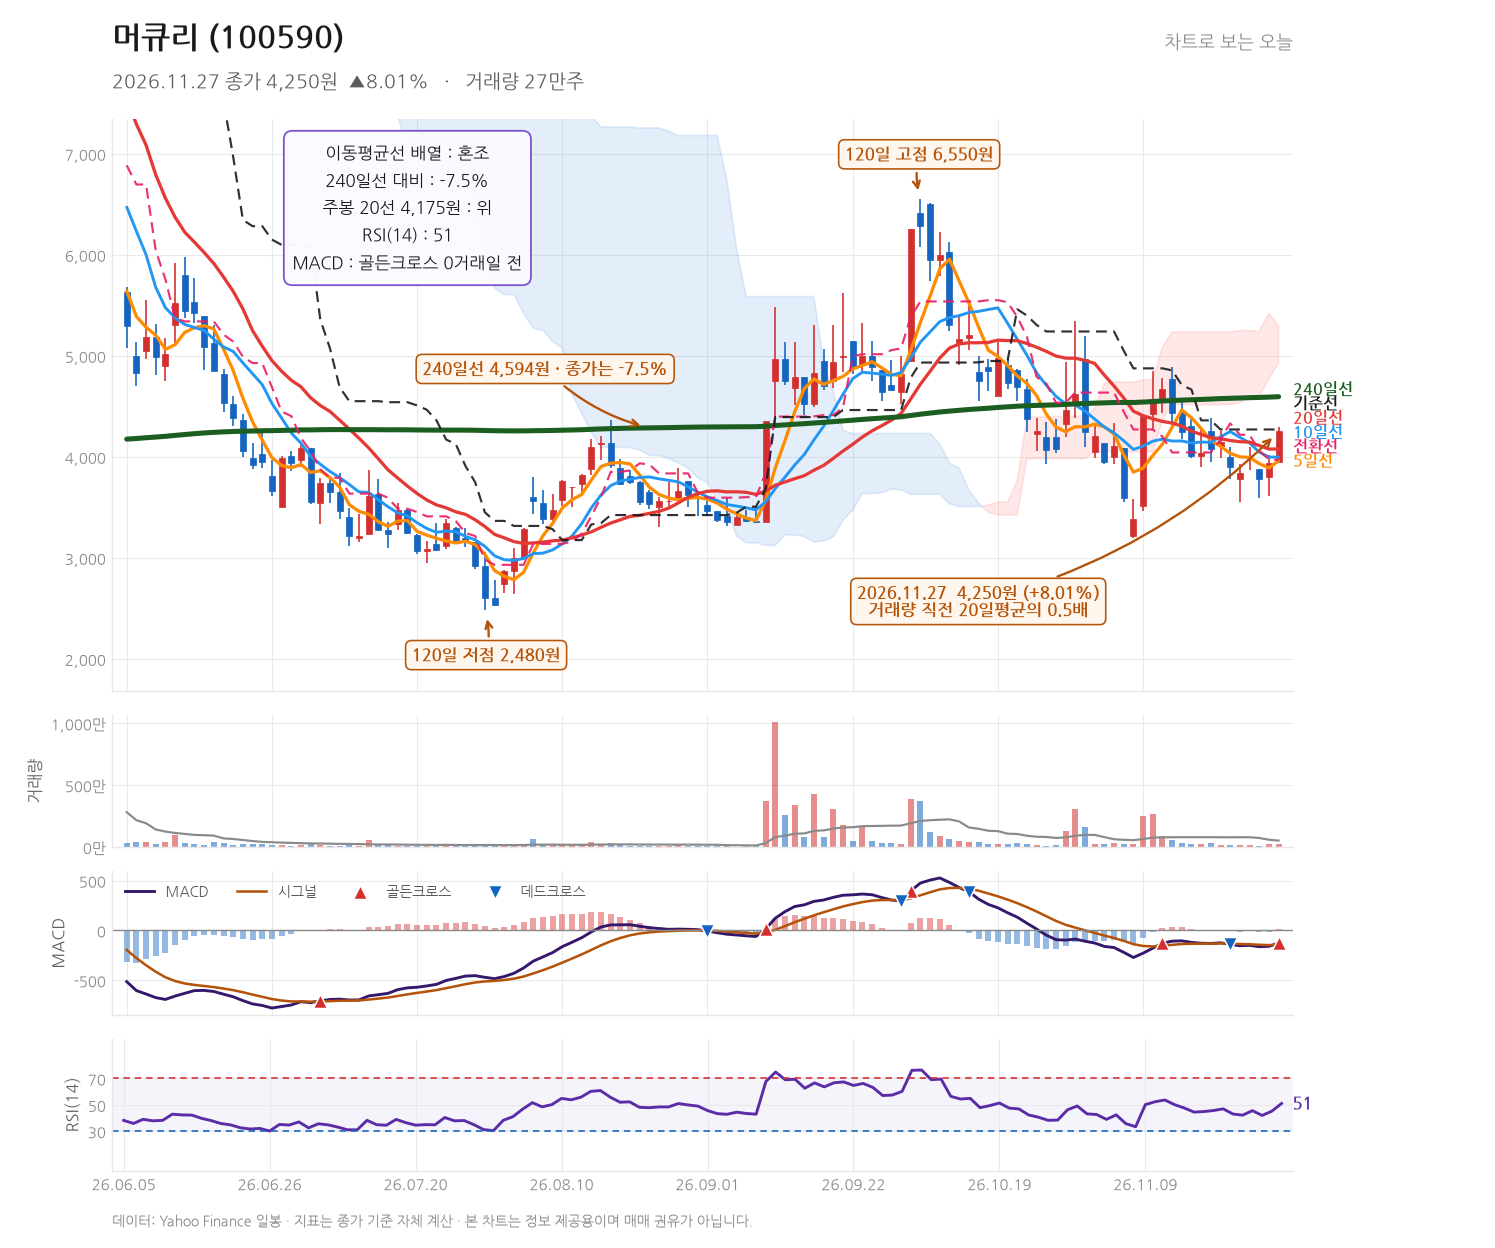 머큐리 (100590)
차트로 보는 오늘
2026.11.27 종가 4,250원 ▲8.01% · 거래량 27만주
7,000
6,000
5,000
4,000
3,000
2,000
이동평균선 배열 : 혼조
240일선 대비 : -7.5%
주봉 20선 4,175원 : 위
RSI(14) : 51
MACD : 골든크로스 0거래일 전
120일 고점 6,550원
240일선 4,594원 · 종가는 -7.5%
120일 저점 2,480원
2026.11.27 4,250원 (+8.01%)
거래량 직전 20일평균의 0.5배
240일선
기준선
20일선
10일선
전환선
5일선
거래량
1,000만
500만
0만
MACD
500
0
-500
MACD
시그널
골든크로스
데드크로스
RSI(14)
70
50
30
51
26.06.05
26.06.26
26.07.20
26.08.10
26.09.01
26.09.22
26.10.19
26.11.09
데이터: Yahoo Finance 일봉 · 지표는 종가 기준 자체 계산 · 본 차트는 정보 제공용이며 매매 권유가 아닙니다.